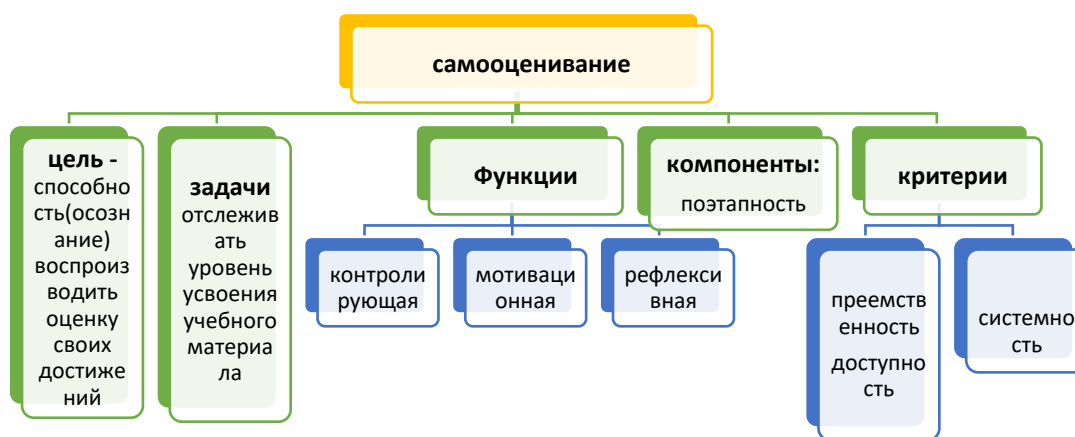 самооценивание
цель -
способно
сть(осозн
ание)
воспроиз
водить
оценку
своих
достиже
ний
задачи
отслежив
ать
уровень
усвоения
учебного
материа
ла
Функции
компоненты:
поэтапность
критерии
контроли
рующая
мотиваци
онная
рефлекси
вная
преемств
енность
доступно
сть
системно
сть